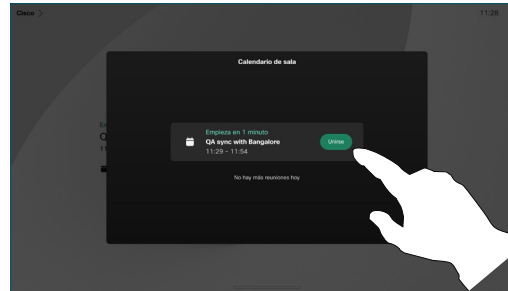 Cisco
11:28
Calendario de sala
Empieza en 1 minuto
QA sync with Bangalore
11:29 - 11:54
Unirse
No hay más reuniones hoy